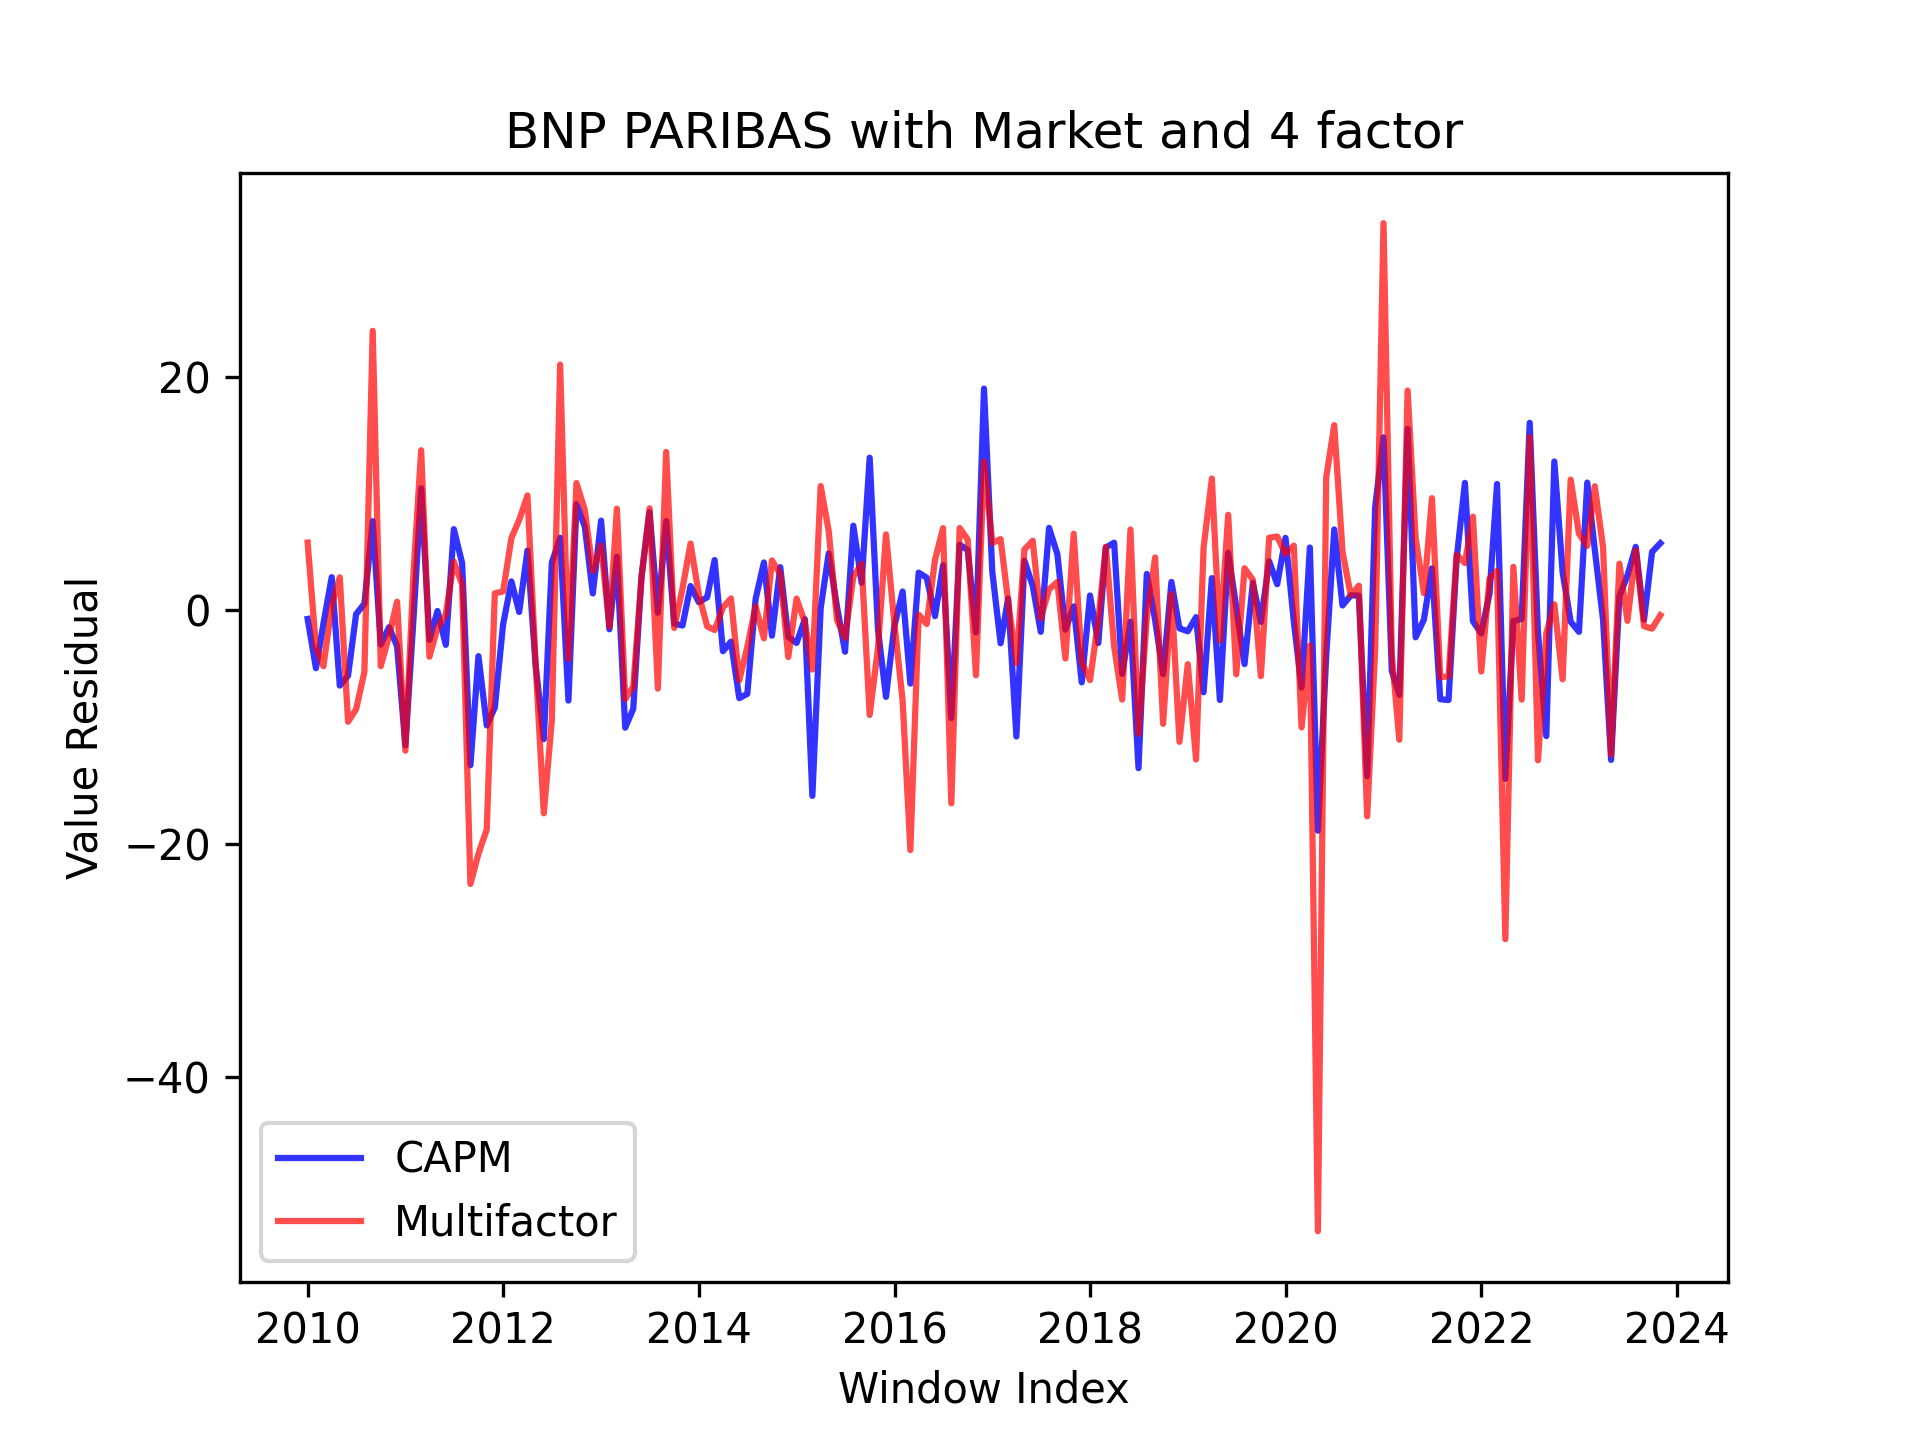 BNP PARIBAS with Market and 4 factor
Value Residual
20
0
−20
−40
CAPM
Multifactor
2010 2012 2014 2016 2018 2020 2022 2024
Window Index